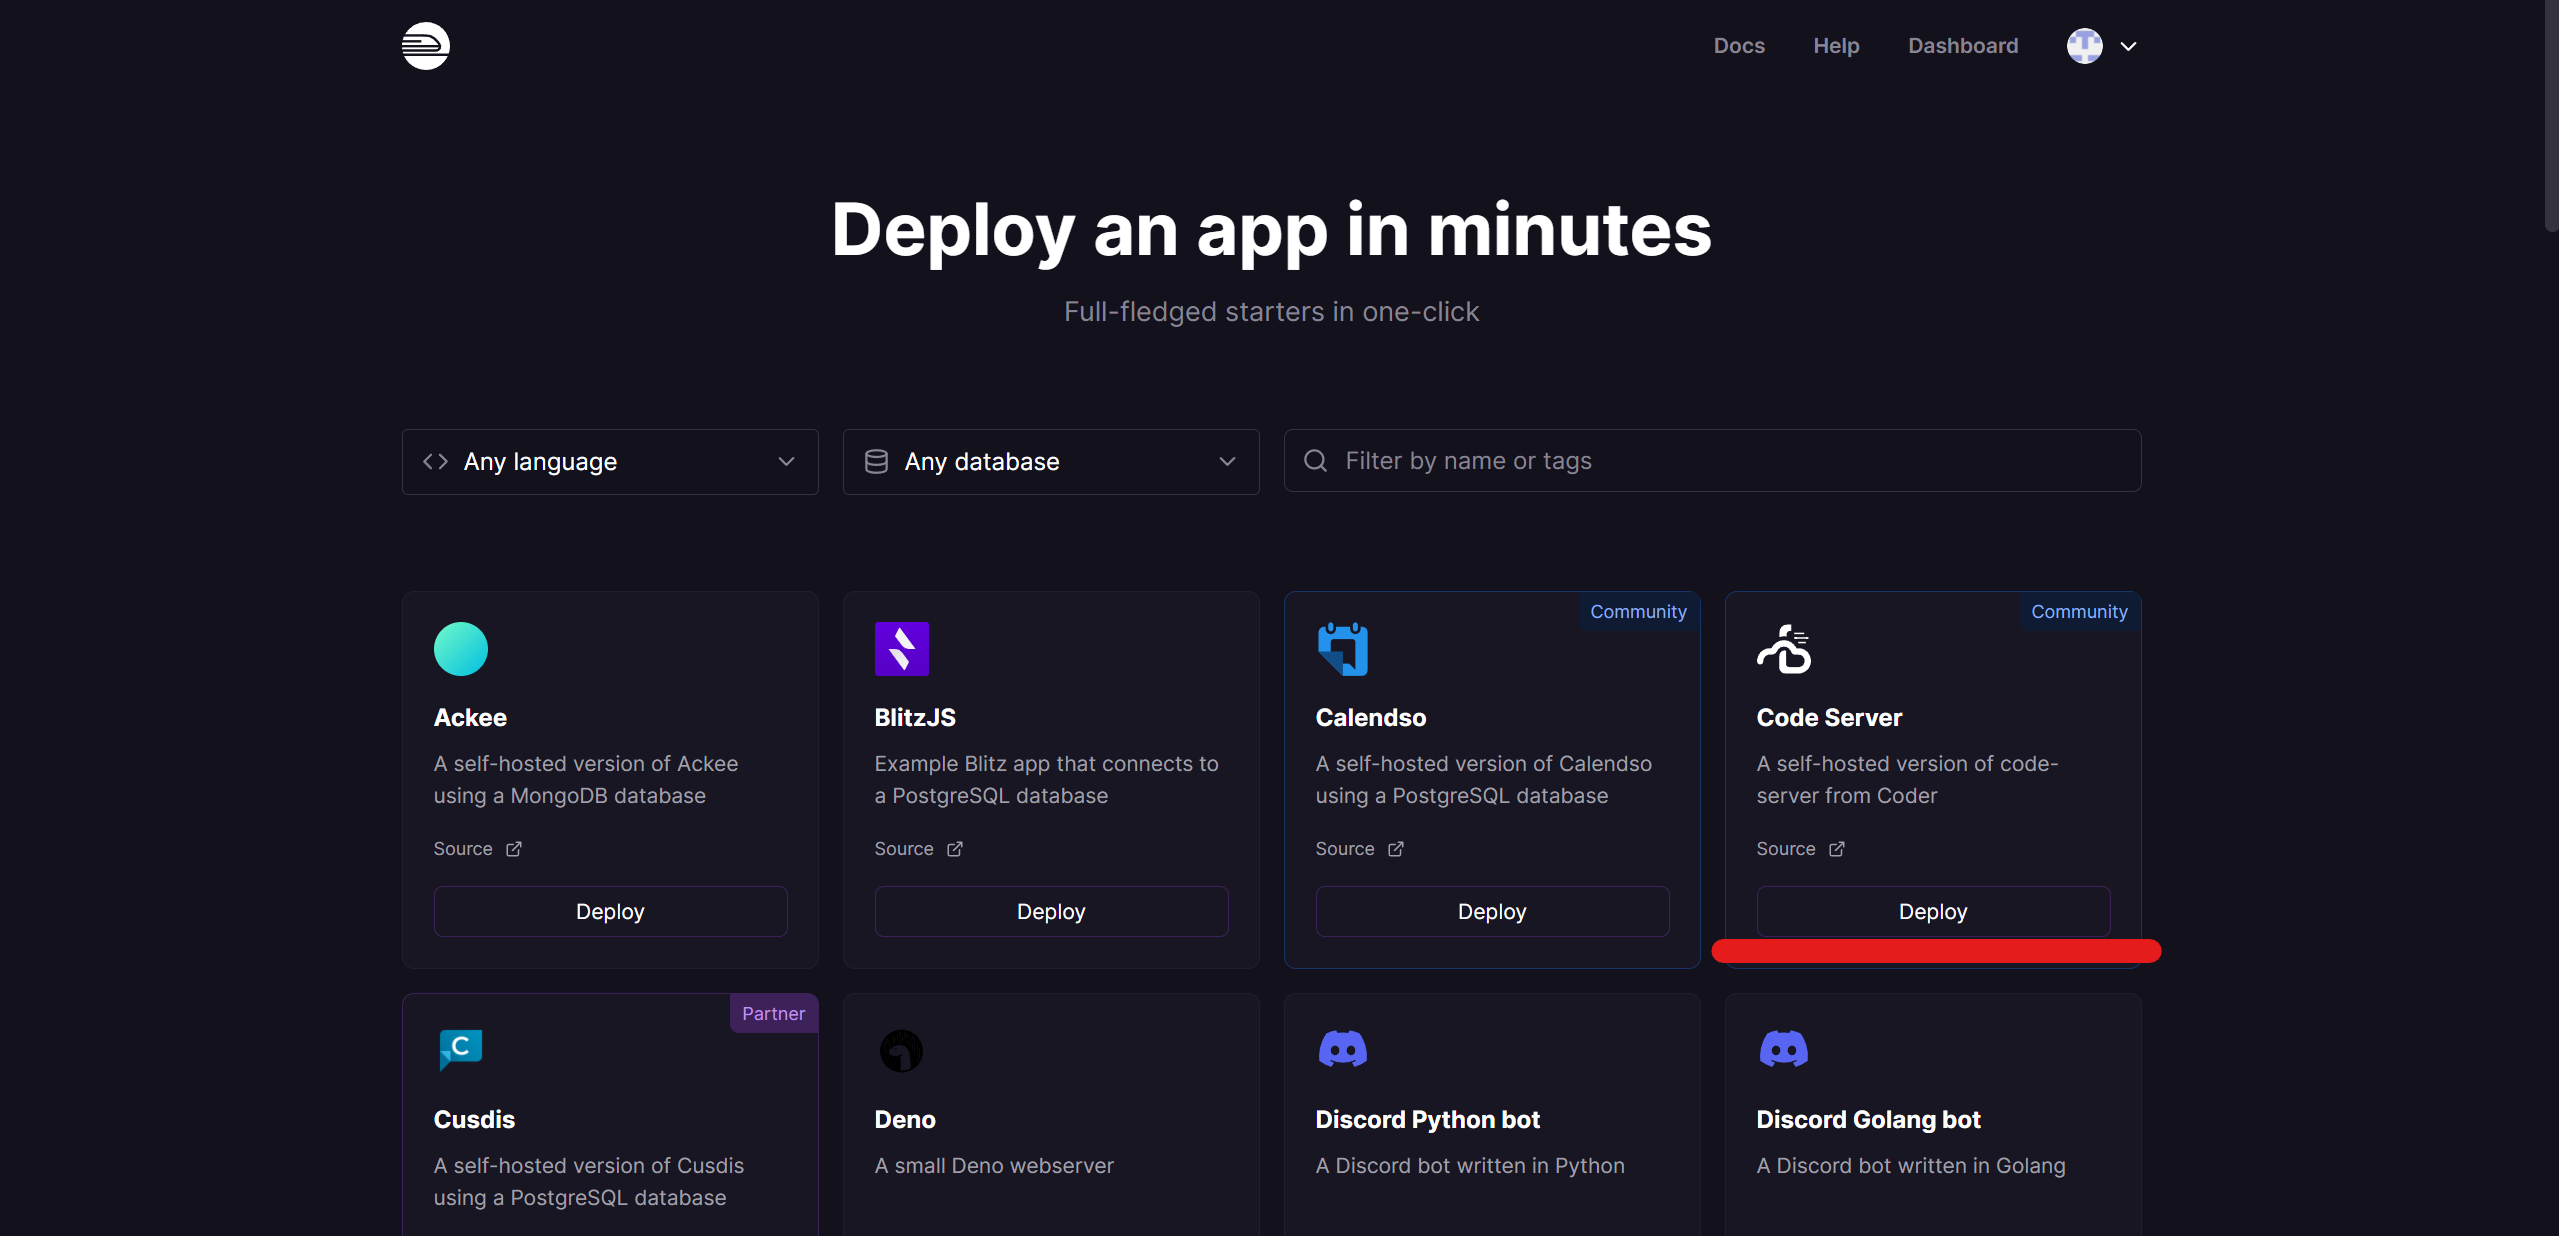 Docs
Help
Dashboard
Deploy an app in minutes
Full-fledged starters in one-click
Any language
Any database
Filter by name or tags
Ackee
A self-hosted version of Ackee
using a MongoDB database
Source
Deploy
BlitzJS
Example Blitz app that connects to
a PostgreSQL database
Source
Deploy
Community
Calendso
A self-hosted version of Calendso
using a PostgreSQL database
Source
Deploy
Community
Code Server
A self-hosted version of code-
server from Coder
Source
Deploy
Partner
C
Cusdis
A self-hosted version of Cusdis
using a PostgreSQL database
Deno
A small Deno webserver
Discord Python bot
A Discord bot written in Python
Discord Golang bot
A Discord bot written in Golang